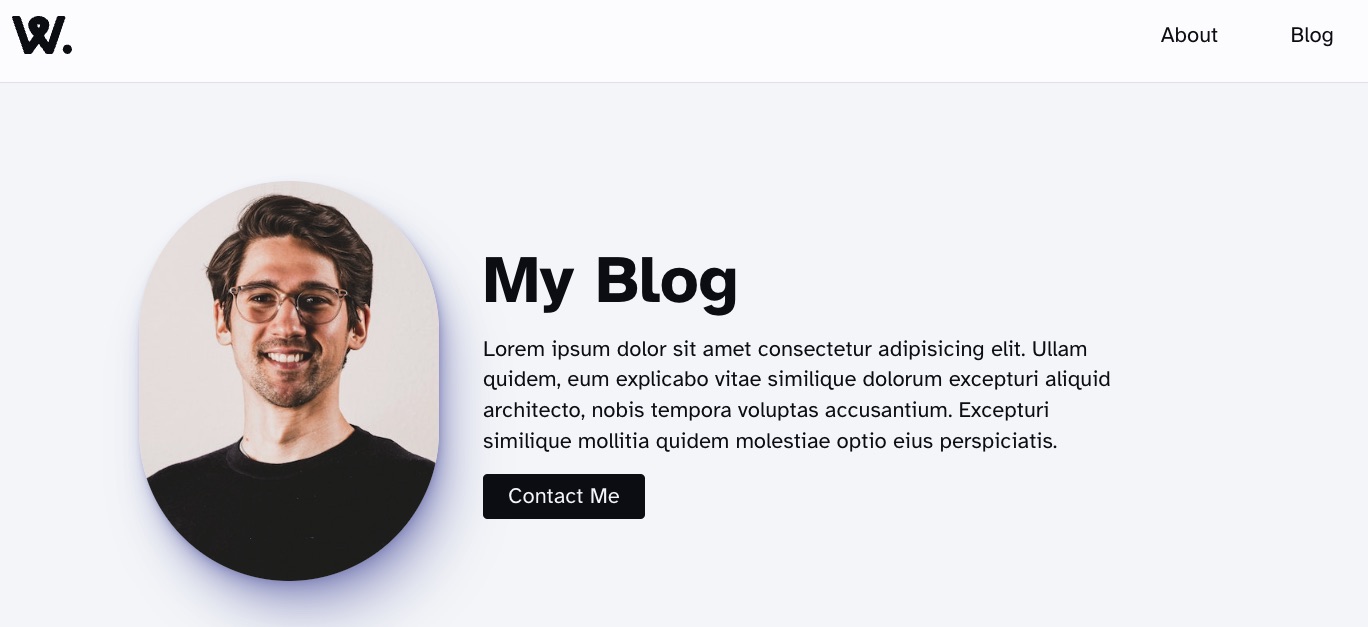 W.
About
Blog
My Blog
Lorem ipsum dolor sit amet consectetur adipisicing elit. Ullam
quidem, eum explicabo vitae similique dolorum excepturi aliquid
architecto, nobis tempora voluptas accusantium. Excepturi
similique mollitia quidem molestiae optio eius perspiciatis.
Contact Me